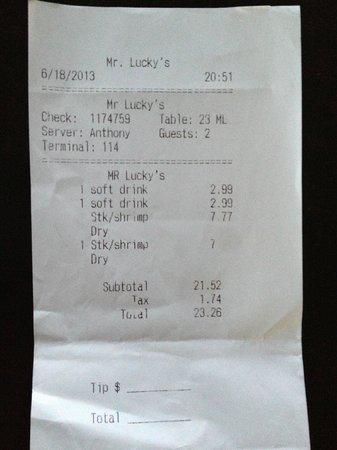 Mr. Lucky's
6/18/2013 20:51
Mr Lucky's
Check: 1174759 Table: 23 ML
Server: Anthony Guests: 2
Terminal: 114
MR Lucky's
1 soft drink 2.99
1 soft drink 2.99
Stk/shrimp 7.77
Dry
1 Stk/shrimp 7
Dry
Subtotal 21.52
Tax 1.74
Total 23.26
Tip $
Total